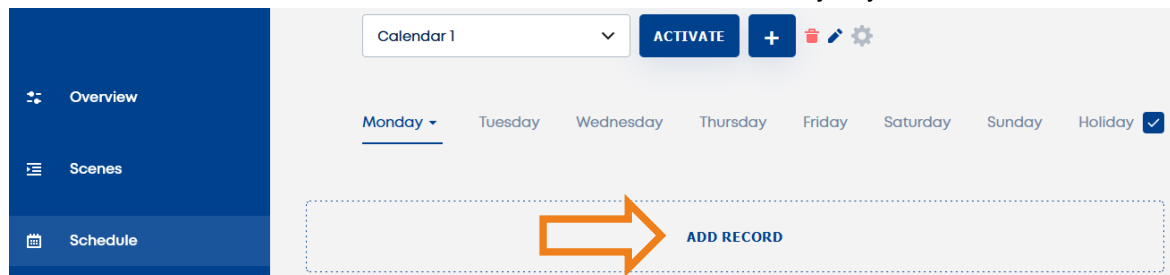 Calendar 1
ACTIVATE
+
Overview
Monday Tuesday Wednesday Thursday Friday Saturday Sunday Holiday
Scenes
ADD RECORD
Schedule